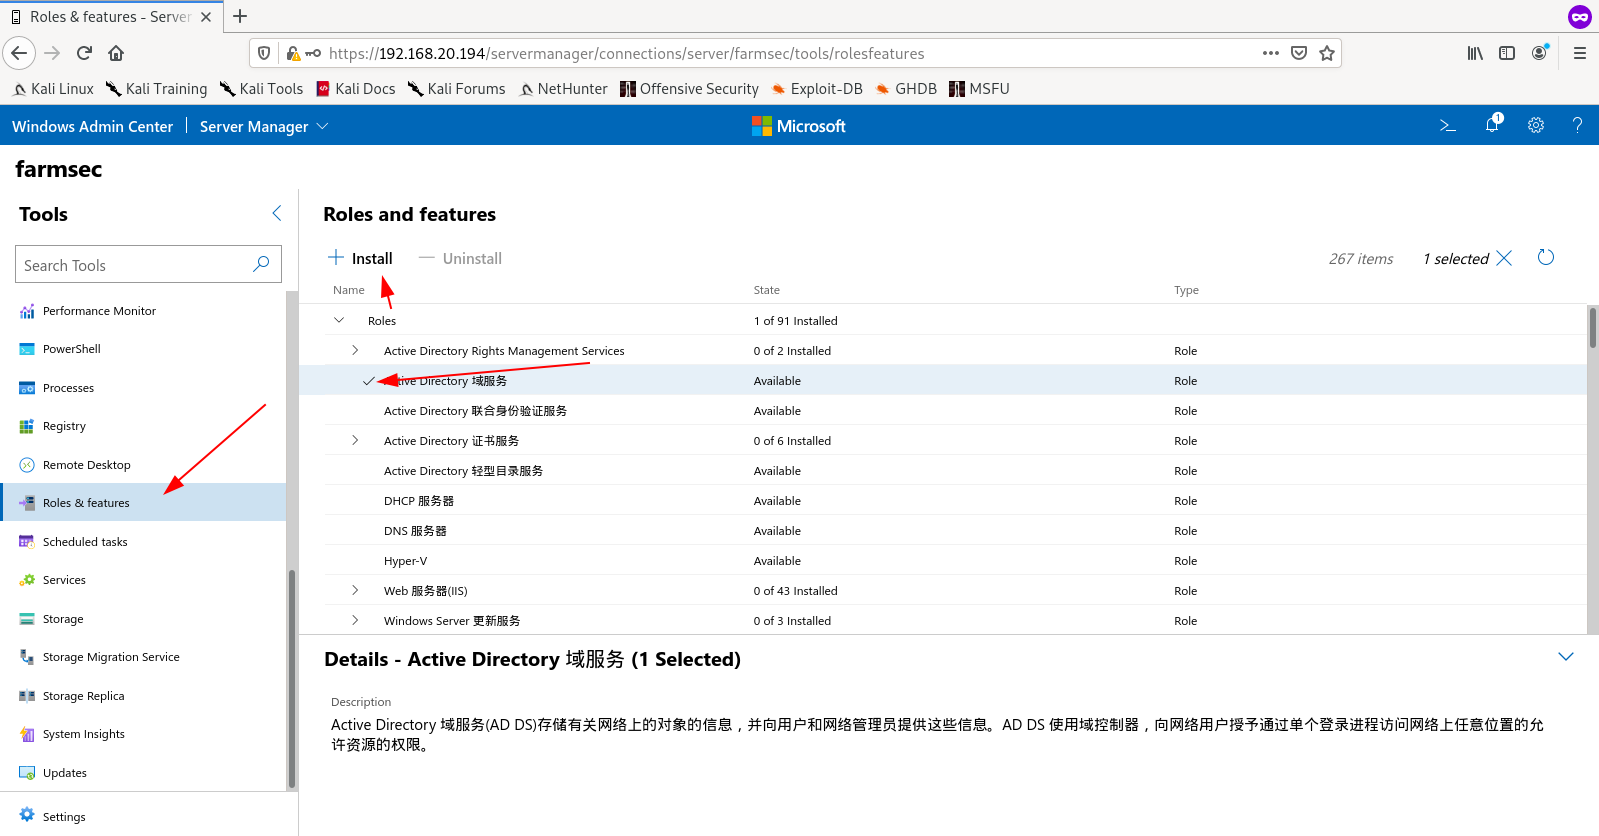 Roles & features - Server
https://192.168.20.194/servermanager/connections/server/farmsec/tools/rolesfeatures
Kali Linux Kali Training Kali Tools Kali Docs Kali Forums NetHunter Offensive Security Exploit-DB GHDB MSFU
Windows Admin Center Server Manager Microsoft 1 ?
farmsec
Tools
Search Tools
Performance Monitor
PowerShell
Processes
Registry
Remote Desktop
Roles & features
Scheduled tasks
Services
Storage
Storage Migration Service
Storage Replica
System Insights
Updates
Settings
Roles and features
Install Uninstall 267 items 1 selected
Name State Type
Roles 1 of 91 Installed
Active Directory Rights Management Services 0 of 2 Installed Role
Active Directory 域服务 Available Role
Active Directory 联合身份验证服务 Available Role
Active Directory 证书服务 0 of 6 Installed Role
Active Directory 轻型目录服务 Available Role
DHCP 服务器 Available Role
DNS 服务器 Available Role
Hyper-V Available Role
Web 服务器(IIS) 0 of 43 Installed Role
Windows Server 更新服务 0 of 3 Installed Role
Details - Active Directory 域服务 (1 Selected)
Description
Active Directory 域服务(AD DS)存储有关网络上的对象的信息，并向用户和网络管理员提供这些信息。AD DS 使用域控制器，向网络用户授予通过单个登录进程访问网络上任意位置的允
许资源的权限。